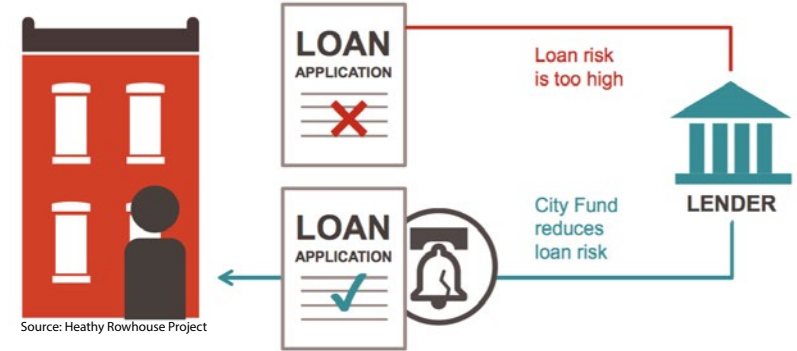 LOAN
APPLICATION
Loan risk
is too high
LENDER
LOAN
APPLICATION
City Fund
reduces
loan risk
Source: Heathy Rowhouse Project